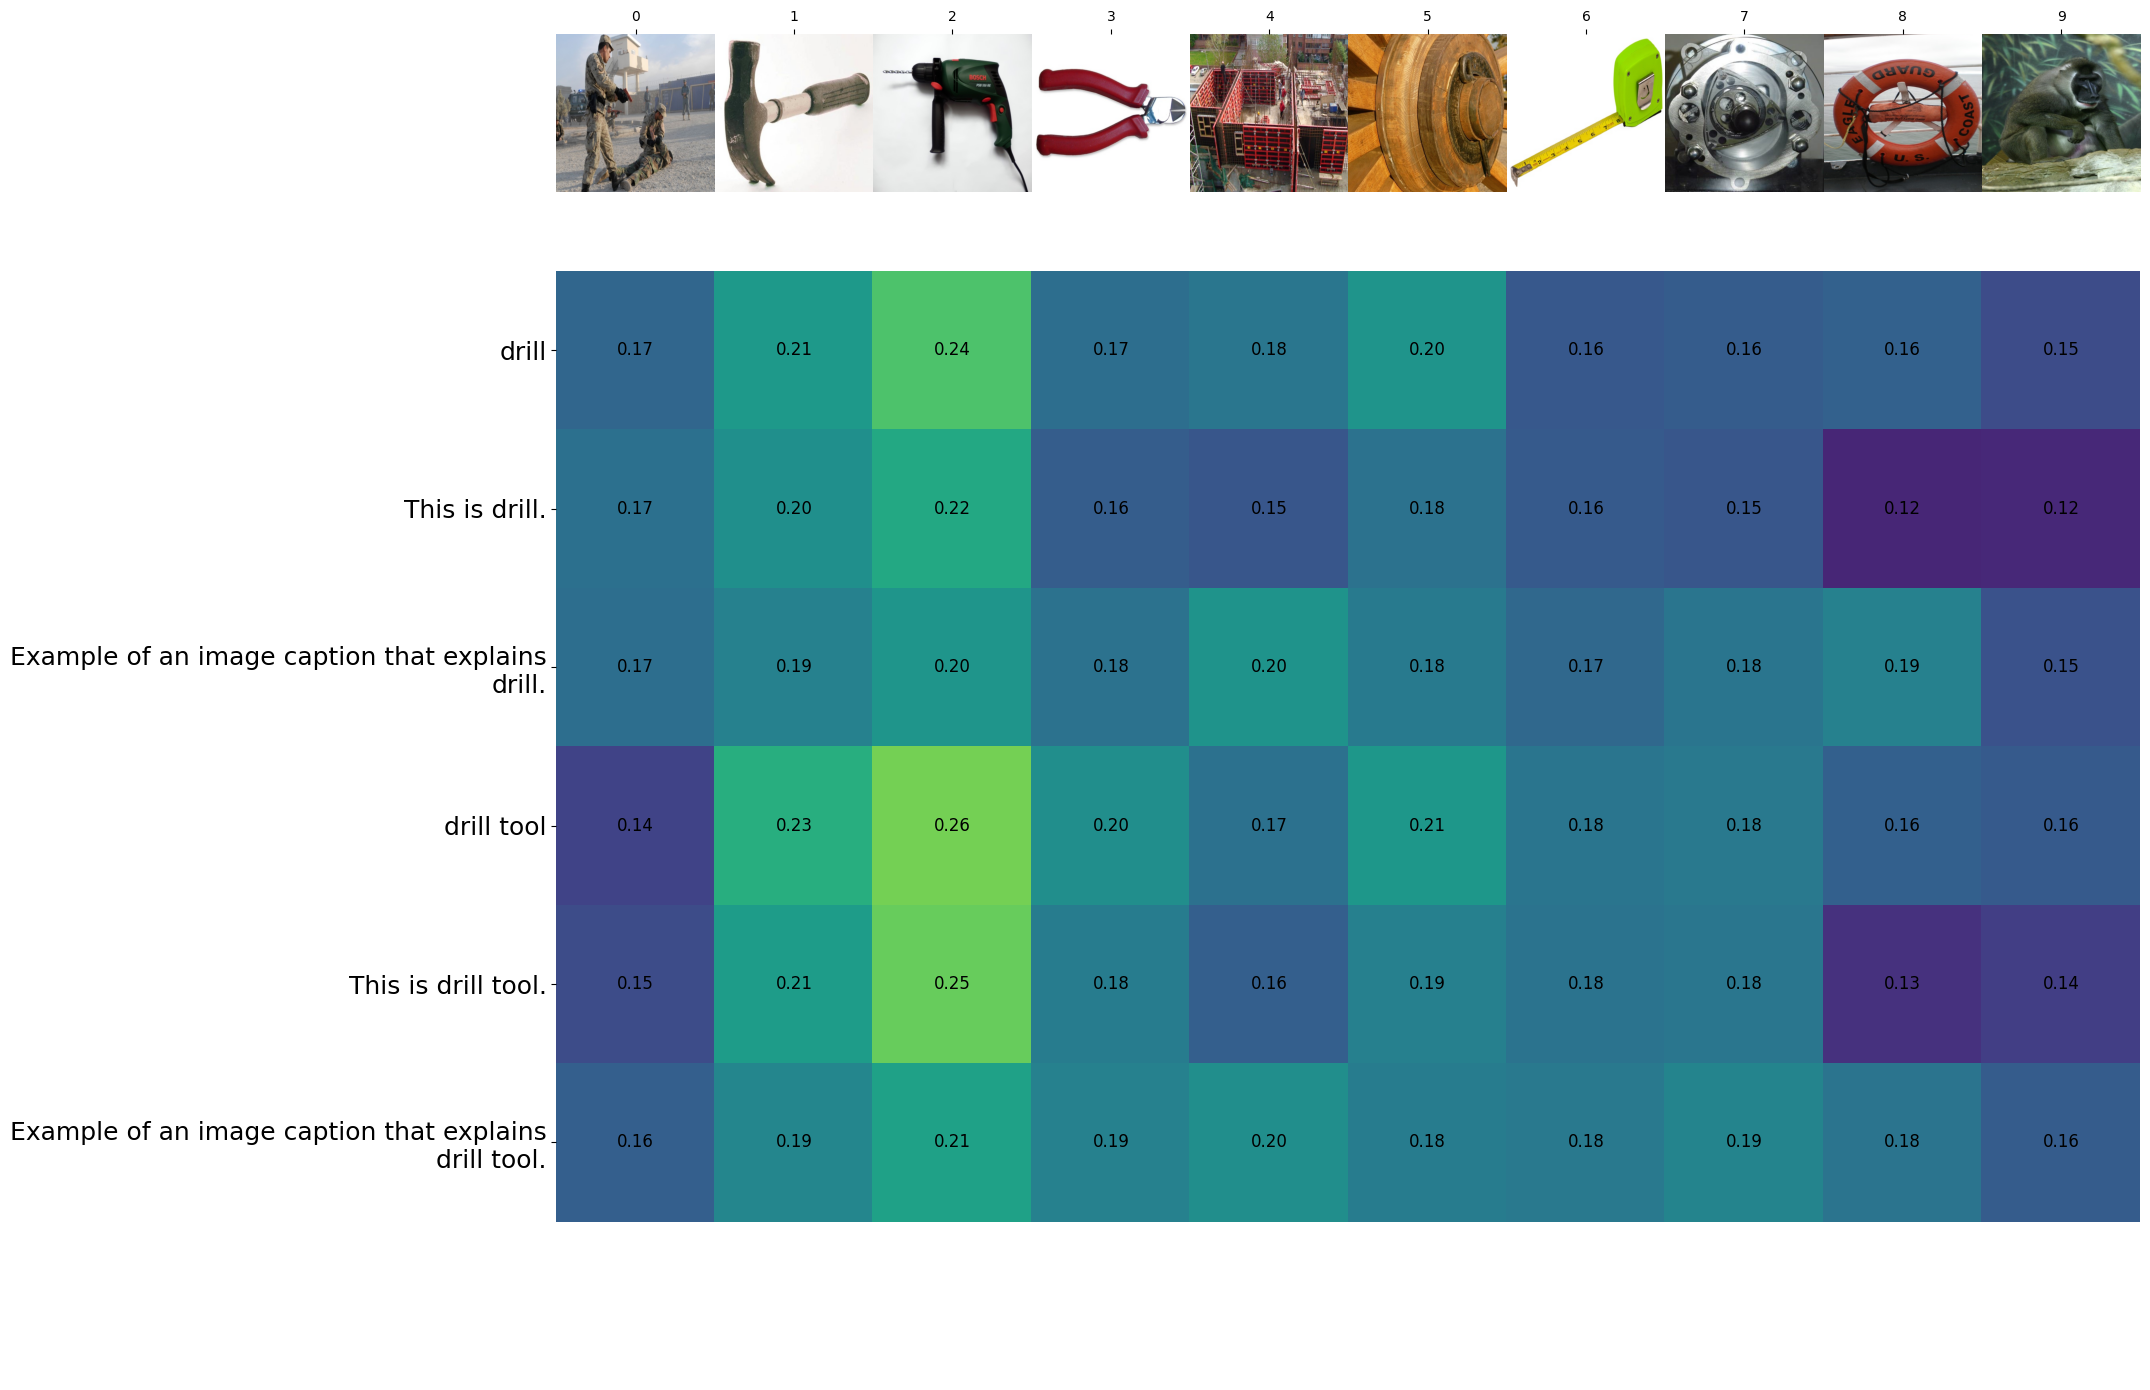 0 1 2 3 4 5 6 7 8 9
BOSCH
GUARD
EAGLE
COAST
U. S.
drill 0.17 0.21 0.24 0.17 0.18 0.20 0.16 0.16 0.16 0.15
This is drill. 0.17 0.20 0.22 0.16 0.15 0.18 0.16 0.15 0.12 0.12
Example of an image caption that explains
drill. 0.17 0.19 0.20 0.18 0.20 0.18 0.17 0.18 0.19 0.15
drill tool 0.14 0.23 0.26 0.20 0.17 0.21 0.18 0.18 0.16 0.16
This is drill tool. 0.15 0.21 0.25 0.18 0.16 0.19 0.18 0.18 0.13 0.14
Example of an image caption that explains
drill tool. 0.16 0.19 0.21 0.19 0.20 0.18 0.18 0.19 0.18 0.16